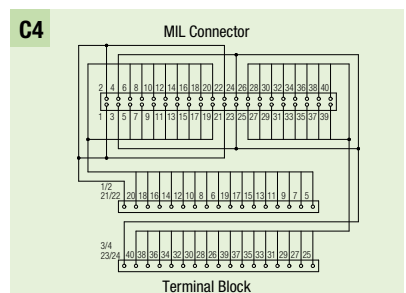 C4
MIL Connector
2 4 6 8 10 12 14 16 18 20 22 24 26 28 30 32 34 36 38 40
1 3 5 7 9 11 13 15 17 19 21 23 25 27 29 31 33 35 37 39
1/2
21/22 20 18 16 14 12 10 8 6 19 17 15 13 11 9 7 5
3/4
23/24 40 38 36 34 32 30 28 26 39 37 35 33 31 29 27 25
Terminal Block